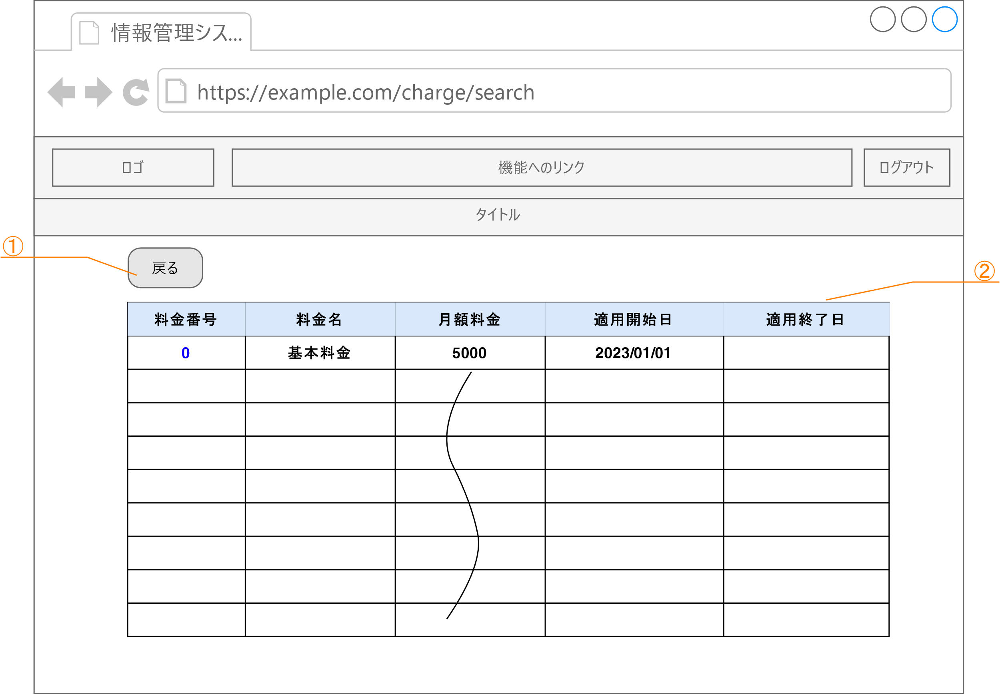 情報管理シス...
https://example.com/charge/search
ロゴ 機能へのリンク ログアウト
タイトル
①
戻る
②
料金番号 料金名 月額料金 適用開始日 適用終了日
0 基本料金 5000 2023/01/01